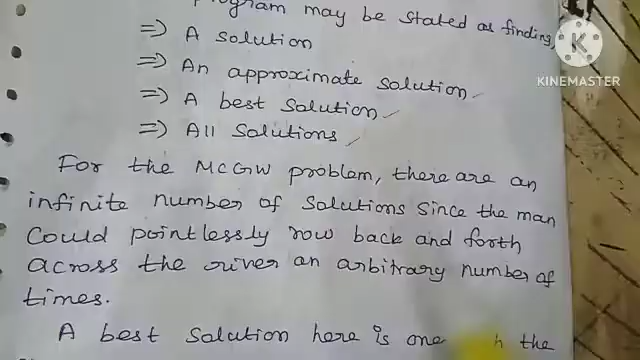 program may be stated as finding
=> A solution
=> An approximate solution
=> A best solution
=> All solutions
For the MCGW problem, there are an
infinite number of solutions since the man
could pointlessly row back and forth
across the river an arbitrary number of
times.
A best solution here is one the
KINEMASTER